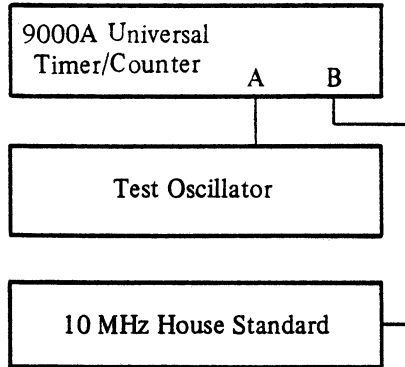 9000A Universal
Timer/Counter
A B
Test Oscillator
10 MHz House Standard